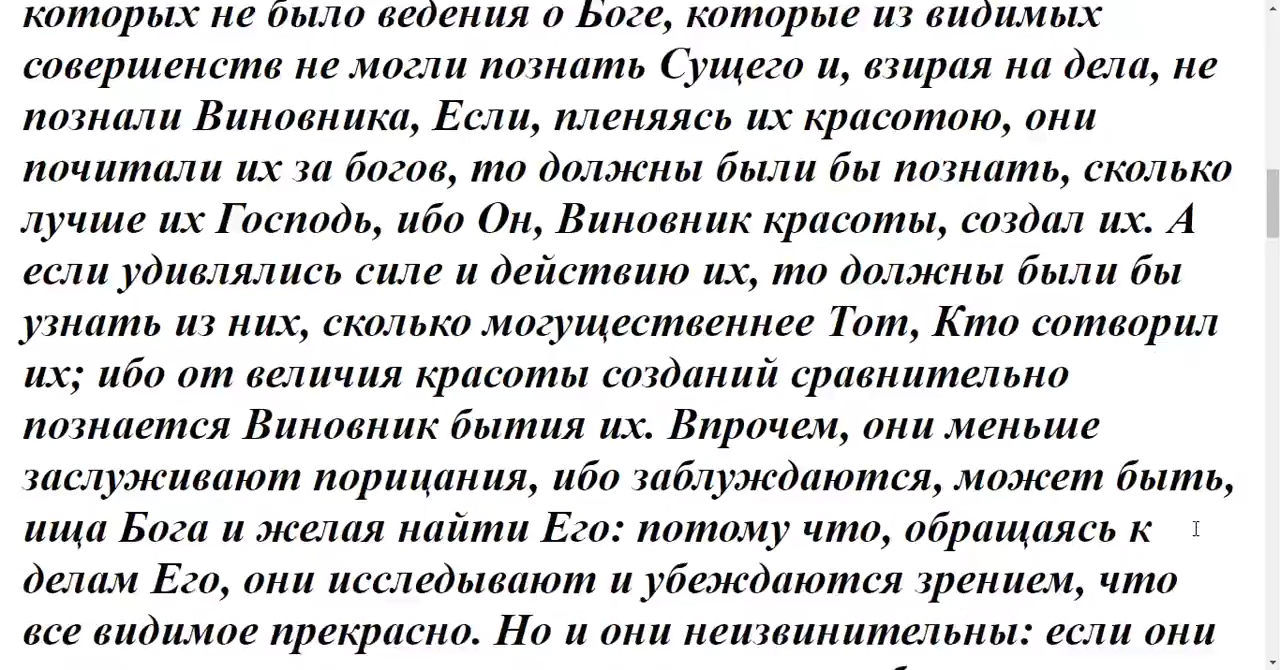 которых не было ведения о Боге, которые из видимых
совершенств не могли познать Сущего и, взирая на дела, не
познали Виновника, Если, пленяясь их красотою, они
почитали их за богов, то должны были бы познать, сколько
лучше их Господь, ибо Он, Виновник красоты, создал их. А
если удивлялись силе и действию их, то должны были бы
узнать из них, сколько могущественнее Тот, Кто сотворил
их; ибо от величия красоты созданий сравнительно
познается Виновник бытия их. Впрочем, они меньше
заслуживают порицания, ибо заблуждаются, может быть,
ища Бога и желая найти Его: потому что, обращаясь к
делам Его, они исследывают и убеждаются зрением, что
все видимое прекрасно. Но и они неизвинительны: если они